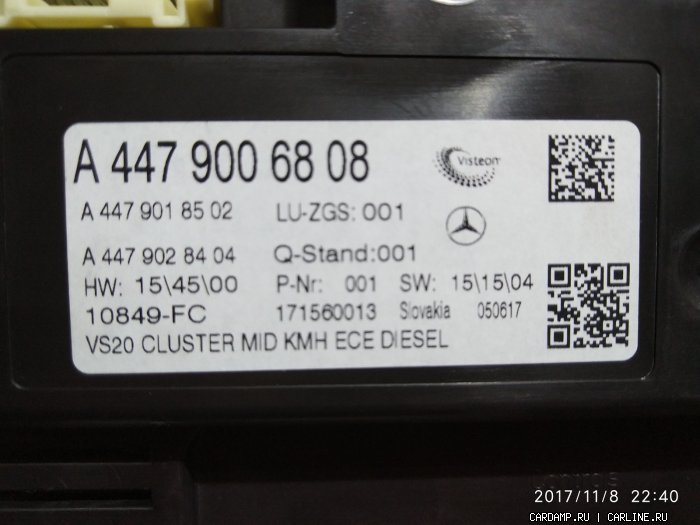 A 447 900 68 08
Visteon
A 447 901 85 02 LU-ZGS: 001
A 447 902 84 04 Q-Stand:001
HW: 15\45\00 P-Nr: 001 SW: 15\15\04
10849-FC 171560013 Slovakia 050617
VS20 CLUSTER MID KMH ECE DIESEL
2017/11/8 22:40
CARDAMP.RU | CARLINE.RU